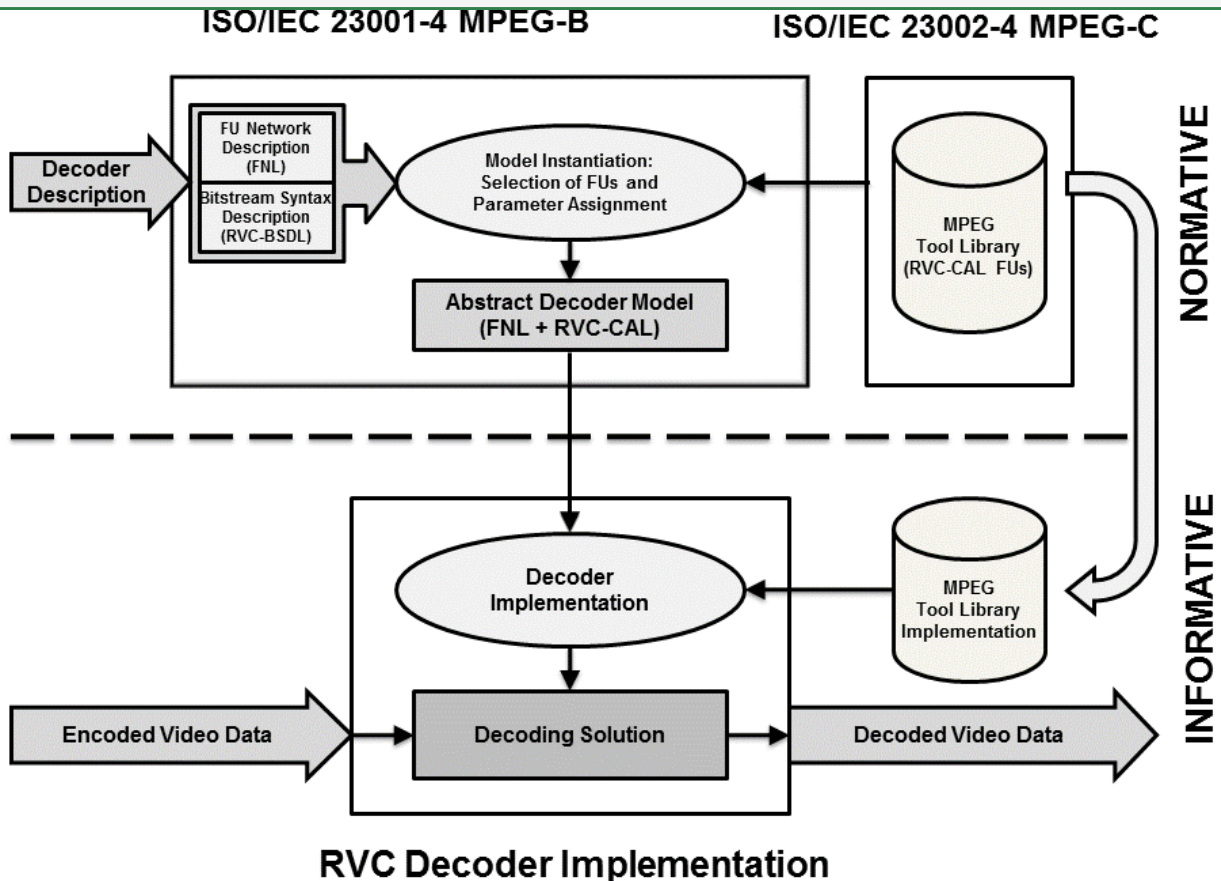 ISO/IEC 23001-4 MPEG-B
ISO/IEC 23002-4 MPEG-C
Decoder
Description
FU Network
Description
(FNL)
Bitstream Syntax
Description
(RVC-BSDL)
Model Instantiation:
Selection of FUs and
Parameter Assignment
MPEG
Tool Library
(RVC-CAL FUs)
NORMATIVE
Abstract Decoder Model
(FNL + RVC-CAL)
Decoder
Implementation
MPEG
Tool Library
Implementation
INFORMATIVE
Encoded Video Data
Decoding Solution
Decoded Video Data
RVC Decoder Implementation